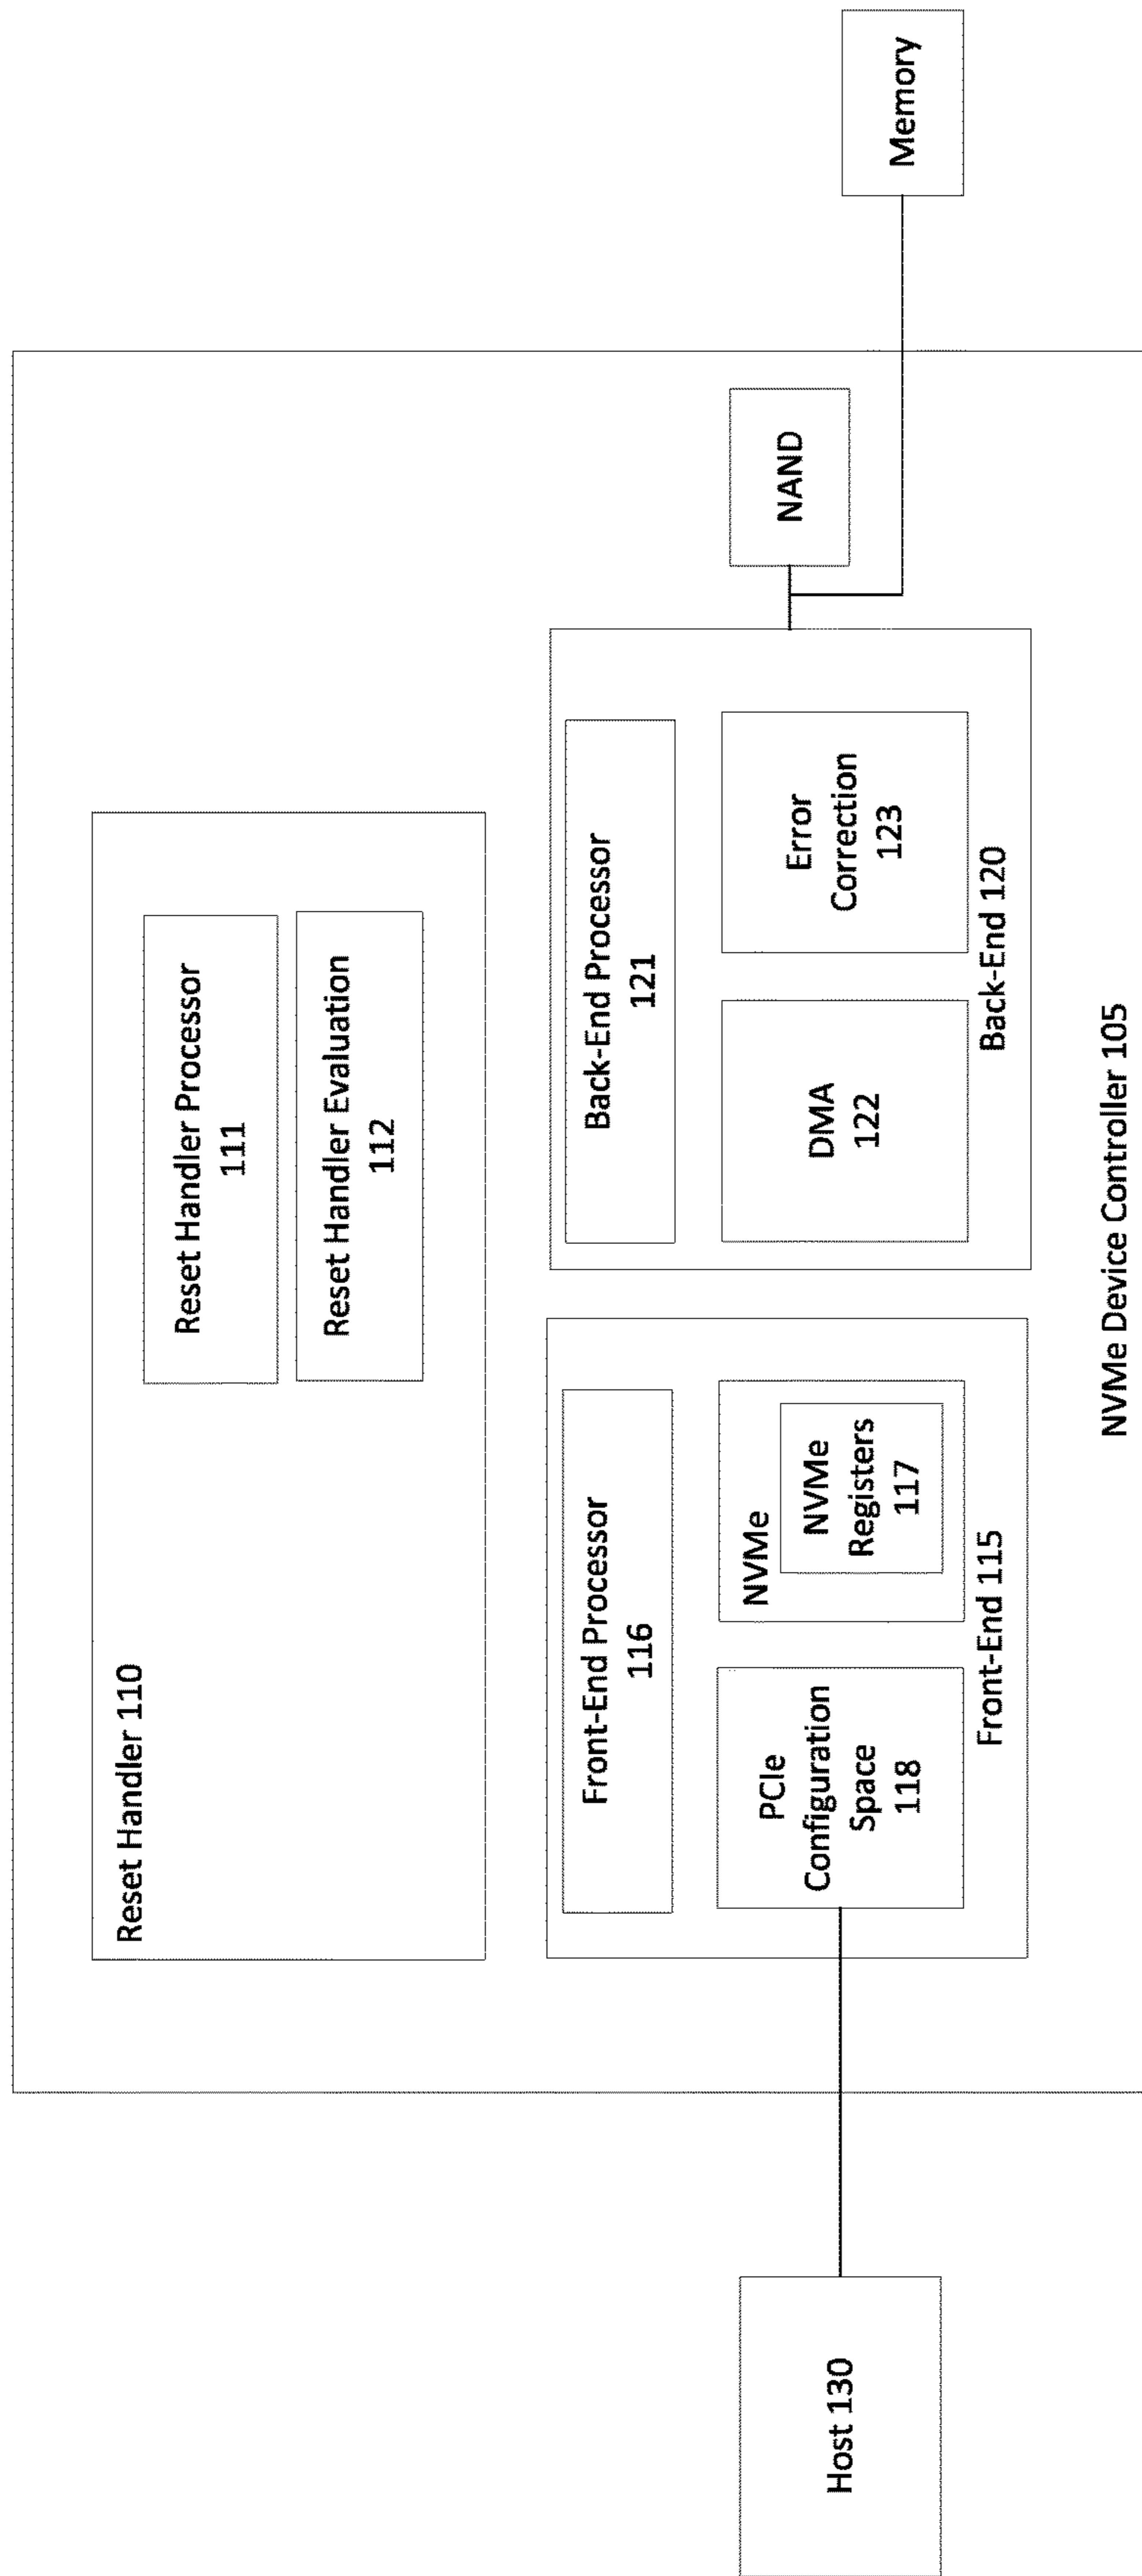 Reset Handler 110
Reset Handler Processor
111
Reset Handler Evaluation
112
Host 130
Front-End Processor
116
PCIe
Configuration
Space
118
NVMe
NVMe
Registers
117
Front-End 115
Back-End Processor
121
DMA
122
Error
Correction
123
Back-End 120
NAND
Memory
NVMe Device Controller 105